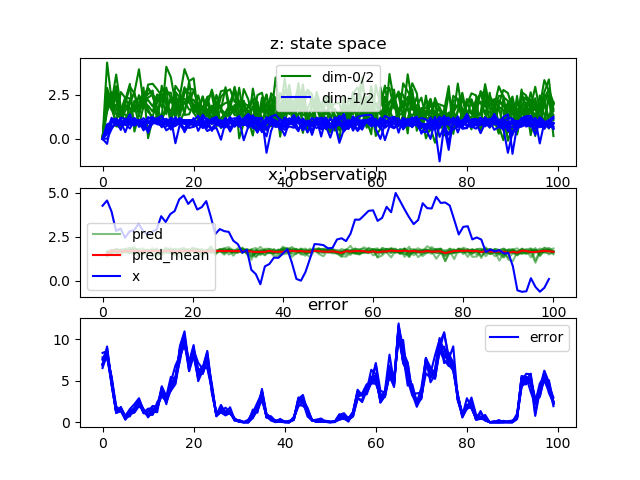 z: state space
2.5
0.0
dim-0/2
dim-1/2
0 20 40 60 80 100
x: observation
5.0
2.5
0.0
pred
pred_mean
x
0 20 40 60 80 100
error
10
5
0
error
0 20 40 60 80 100